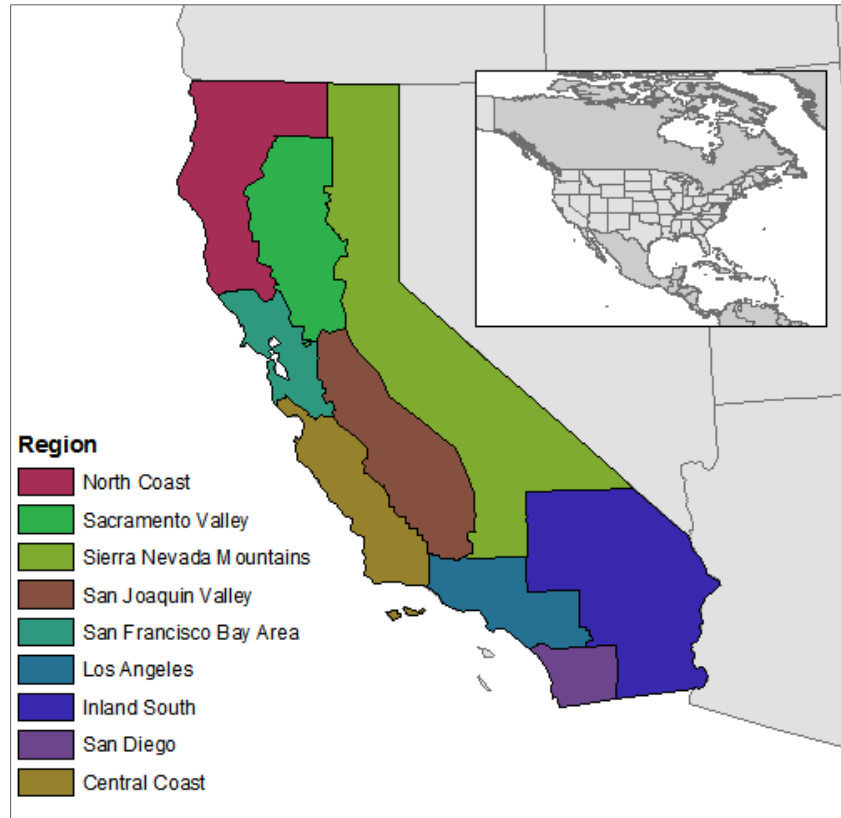 Region
North Coast
Sacramento Valley
Sierra Nevada Mountains
San Joaquin Valley
San Francisco Bay Area
Los Angeles
Inland South
San Diego
Central Coast